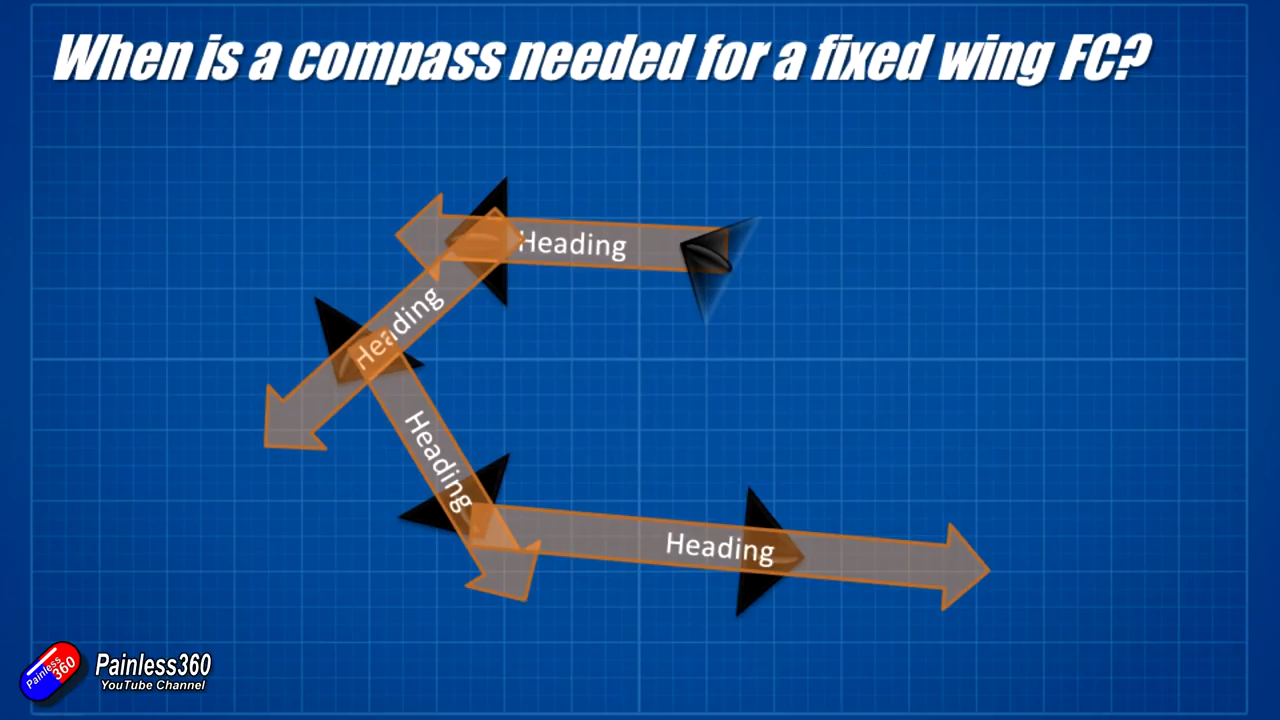 When is a compass needed for a fixed wing FC?
Heading
Heading
Heading
Heading
Painless
360
Painless360
YouTube Channel